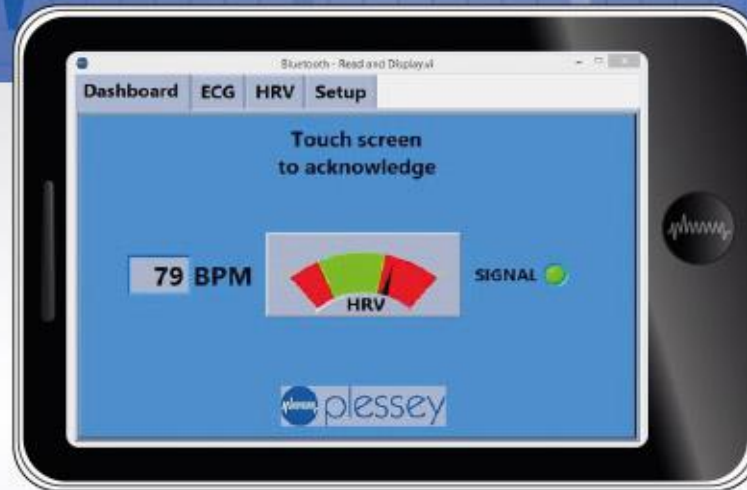 Bluetooth - Read and Display.vi
Dashboard ECG HRV Setup
Touch screen
to acknowledge
79 BPM
HRV
SIGNAL
plessey